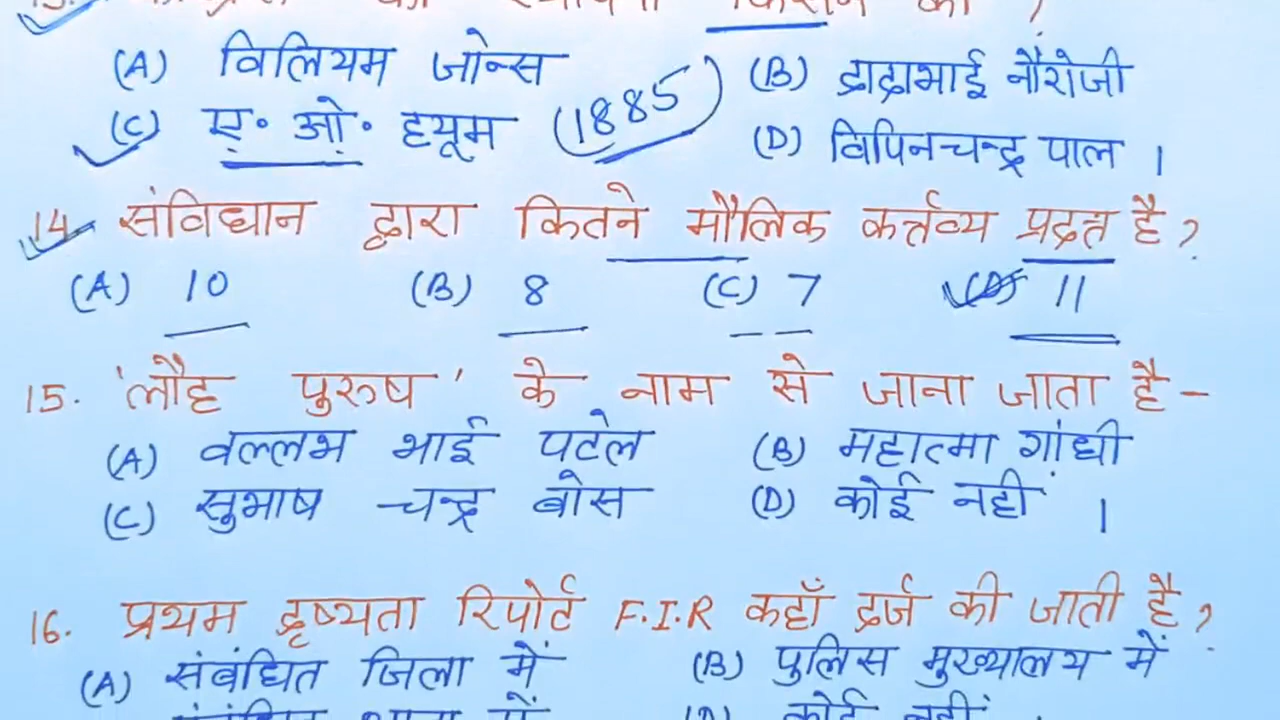 (A) विलियम जोन्स (B) दादाभाई नौरोजी
(C) ए॰ ओ॰ ह्यूम (1885) (D) विपिनचन्द्र पाल ।
14. संविधान द्वारा कितने मौलिक कर्त्तव्य प्रदत्त है ?
(A) 10 (B) 8 (C) 7 (D) 11
15. 'लौह पुरुष' के नाम से जाना जाता है -
(A) वल्लभ भाई पटेल (B) महात्मा गांधी
(C) सुभाष चन्द्र बोस (D) कोई नहीं ।
16. प्रथम दृष्यता रिपोर्ट F.I.R कहाँ दर्ज की जाती है ?
(A) संबंधित जिला में (B) पुलिस मुख्यालय में